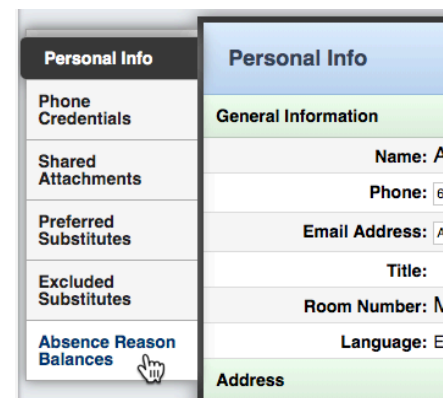 Personal Info
Phone
Credentials
Shared
Attachments
Preferred
Substitutes
Excluded
Substitutes
Absence Reason
Balances
Personal Info
General Information
Name:
Phone: 6
Email Address: A
Title:
Room Number:
Language: E
Address